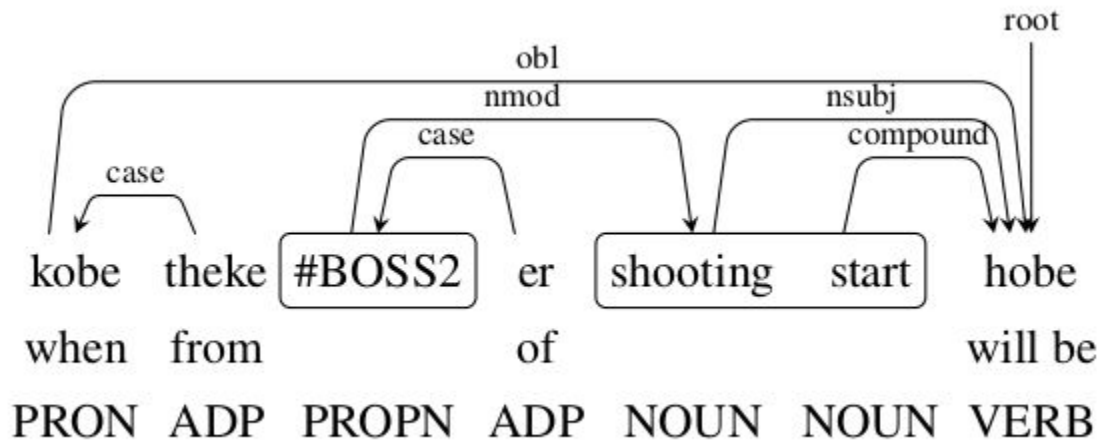 root
obl
nmod nsubj
case compound
case
kobe theke #BOSS2 er shooting start hobe
when from of will be
PRON ADP PROPN ADP NOUN NOUN VERB